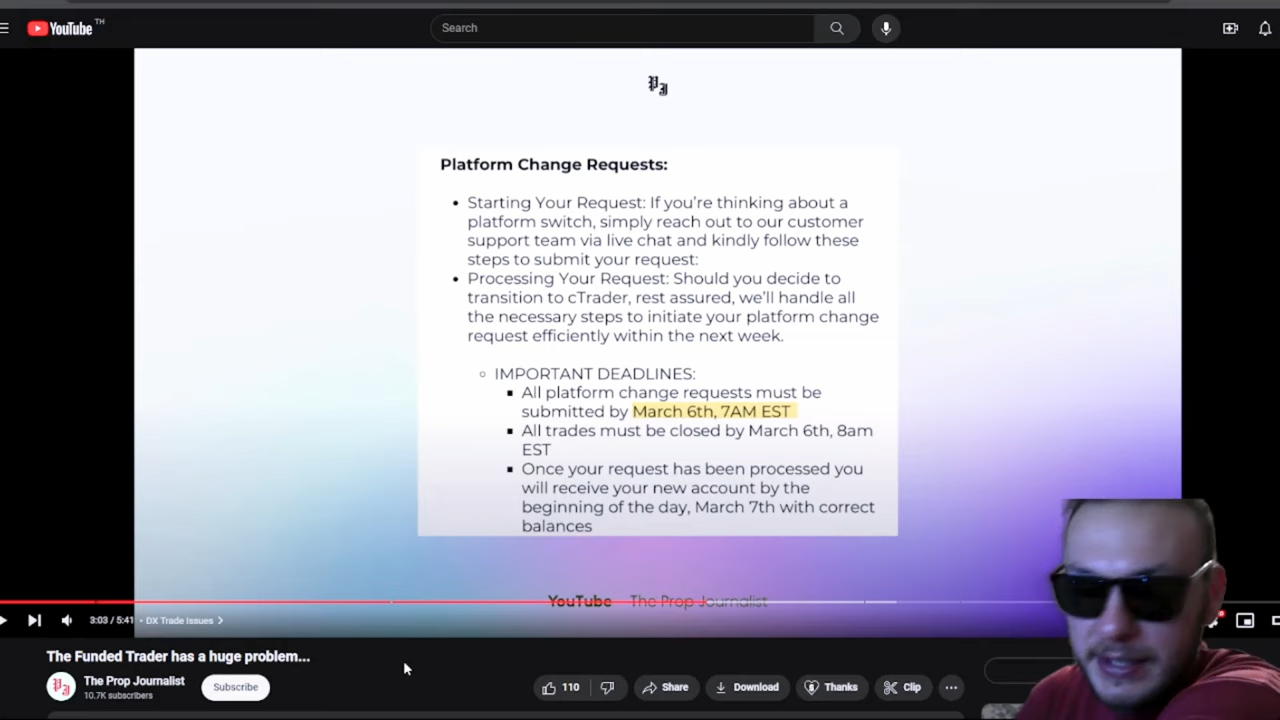 YouTube TH
Search
Platform Change Requests:
• Starting Your Request: If you're thinking about a
platform switch, simply reach out to our customer
support team via live chat and kindly follow these
steps to submit your request:
• Processing Your Request: Should you decide to
transition to cTrader, rest assured, we'll handle all
the necessary steps to initiate your platform change
request efficiently within the next week.
○ IMPORTANT DEADLINES:
▪ All platform change requests must be
submitted by March 6th, 7AM EST
▪ All trades must be closed by March 6th, 8am
EST
▪ Once your request has been processed you
will receive your new account by the
beginning of the day, March 7th with correct
balances
YouTube The Prop Journalist
3:03 / 5:41 • DX Trade Issues >
The Funded Trader has a huge problem...
The Prop Journalist
10.7K subscribers
Subscribe
110
Share
Download
Thanks
Clip